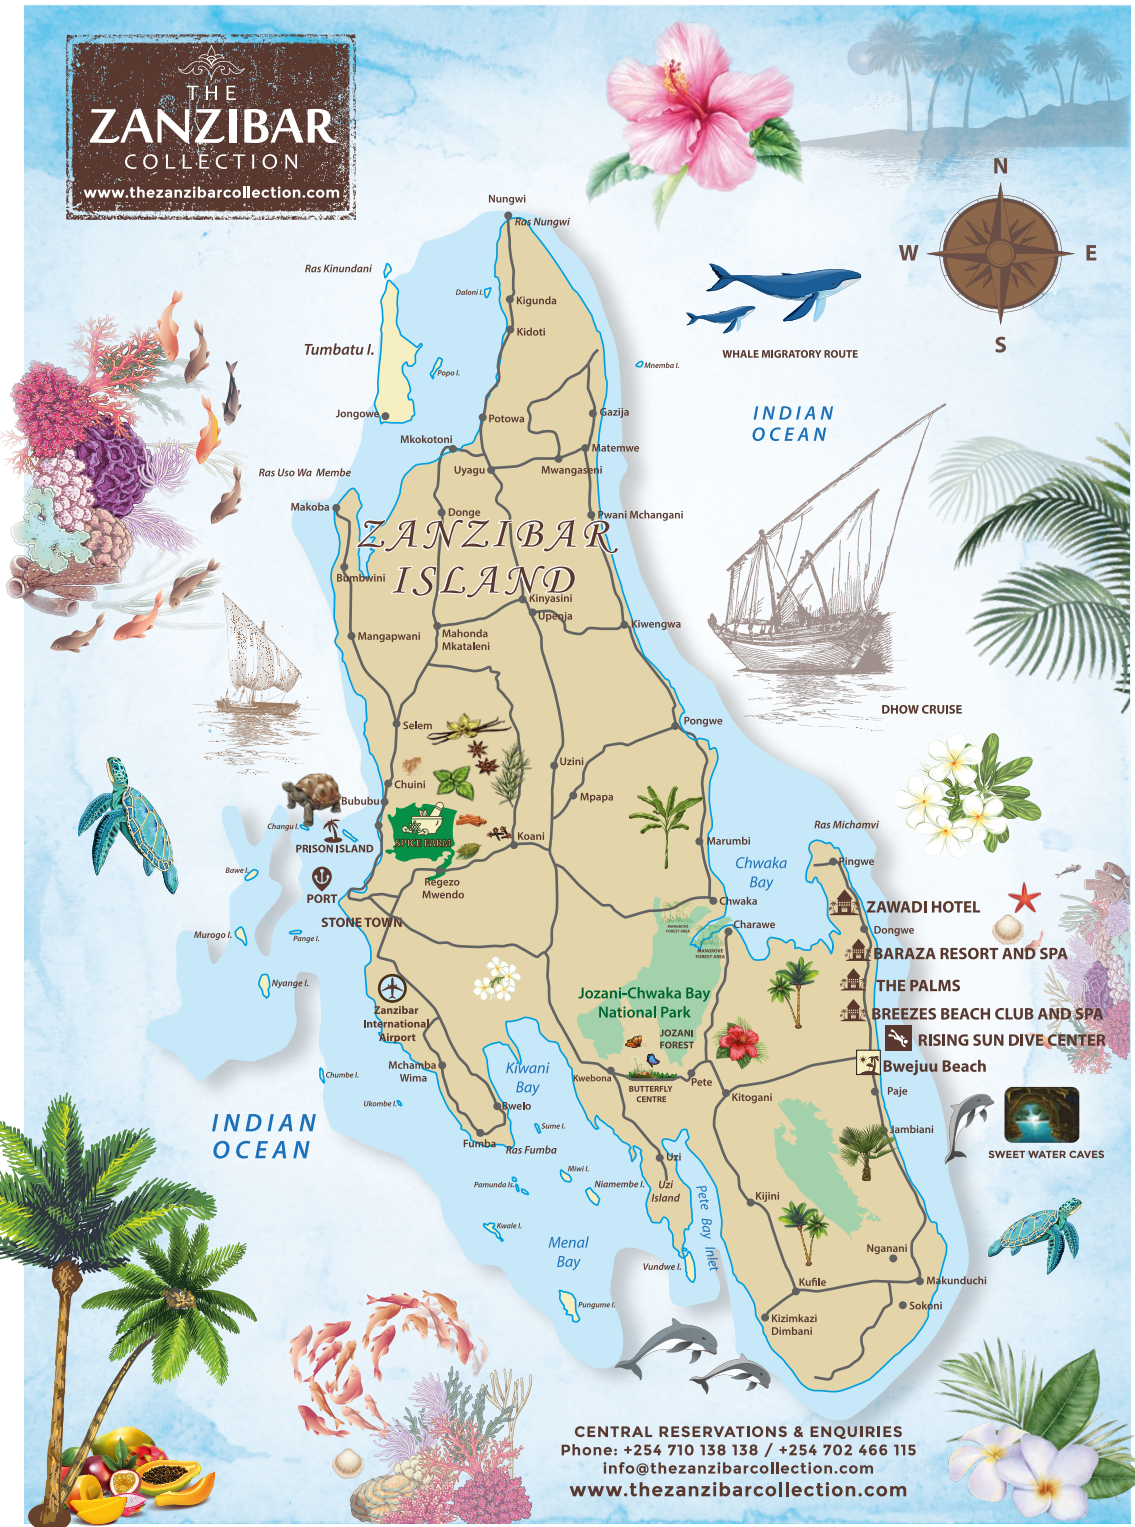 THE
ZANZIBAR
COLLECTION
www.thezanzibarcollection.com
N
W
E
S
Nungwi
Ras Nungwi
Ras Kinundani
Daloni I.
Kigunda
Kidoti
Tumbatu I.
Popo I.
WHALE MIGRATORY ROUTE
Mnemba I.
Jongowe
Potowa
Gazija
INDIAN
OCEAN
Mkokotoni
Matemwe
Ras Uso Wa Membe
Uyagu
Mwangaseni
Makoba
Donge
Pwani Mchangani
ZANZIBAR
ISLAND
Bumbwini
Kinyasini
Upenja
Kiwengwa
Mangapwani
Mahonda
Mkataleni
DHOW CRUISE
Selem
Pongwe
Uzini
Chuini
Mpapa
Bububu
Changu I.
PRISON ISLAND
SPICE FARM
Koani
Marumbi
Ras Michamvi
Chwaka
Bay
Pingwe
Bawe I.
PORT
Regezo
Mwendo
Chwaka
ZAWADI HOTEL
STONE TOWN
MANGROVE
FOREST AREA
Charawe
Dongwe
Murogo I.
Pange I.
MANGROVE
FOREST AREA
BARAZA RESORT AND SPA
Nyange I.
Jozani-Chwaka Bay
National Park
THE PALMS
Zanzibar
International
Airport
BREEZES BEACH CLUB AND SPA
JOZANI
FOREST
RISING SUN DIVE CENTER
Mchamba
Wima
Kiwani
Bay
Bwejuu Beach
Chumbe I.
Kwebona
BUTTERFLY
CENTRE
Pete
Kitogani
Paje
Ukombe I.
Bwelo
INDIAN
OCEAN
Sume I.
Jambiani
Fumba
Ras Fumba
SWEET WATER CAVES
Uzi
Miwi I.
Pamunda Is.
Niamembe I.
Uzi
Island
Pete Bay Inlet
Kijini
Kwale I.
Menal
Bay
Nganani
Vundwe I.
Kufile
Makunduchi
Pungume I.
Sokoni
Kizimkazi
Dimbani
CENTRAL RESERVATIONS & ENQUIRIES
Phone: +254 710 138 138 / +254 702 466 115
info@thezanzibarcollection.com
www.thezanzibarcollection.com